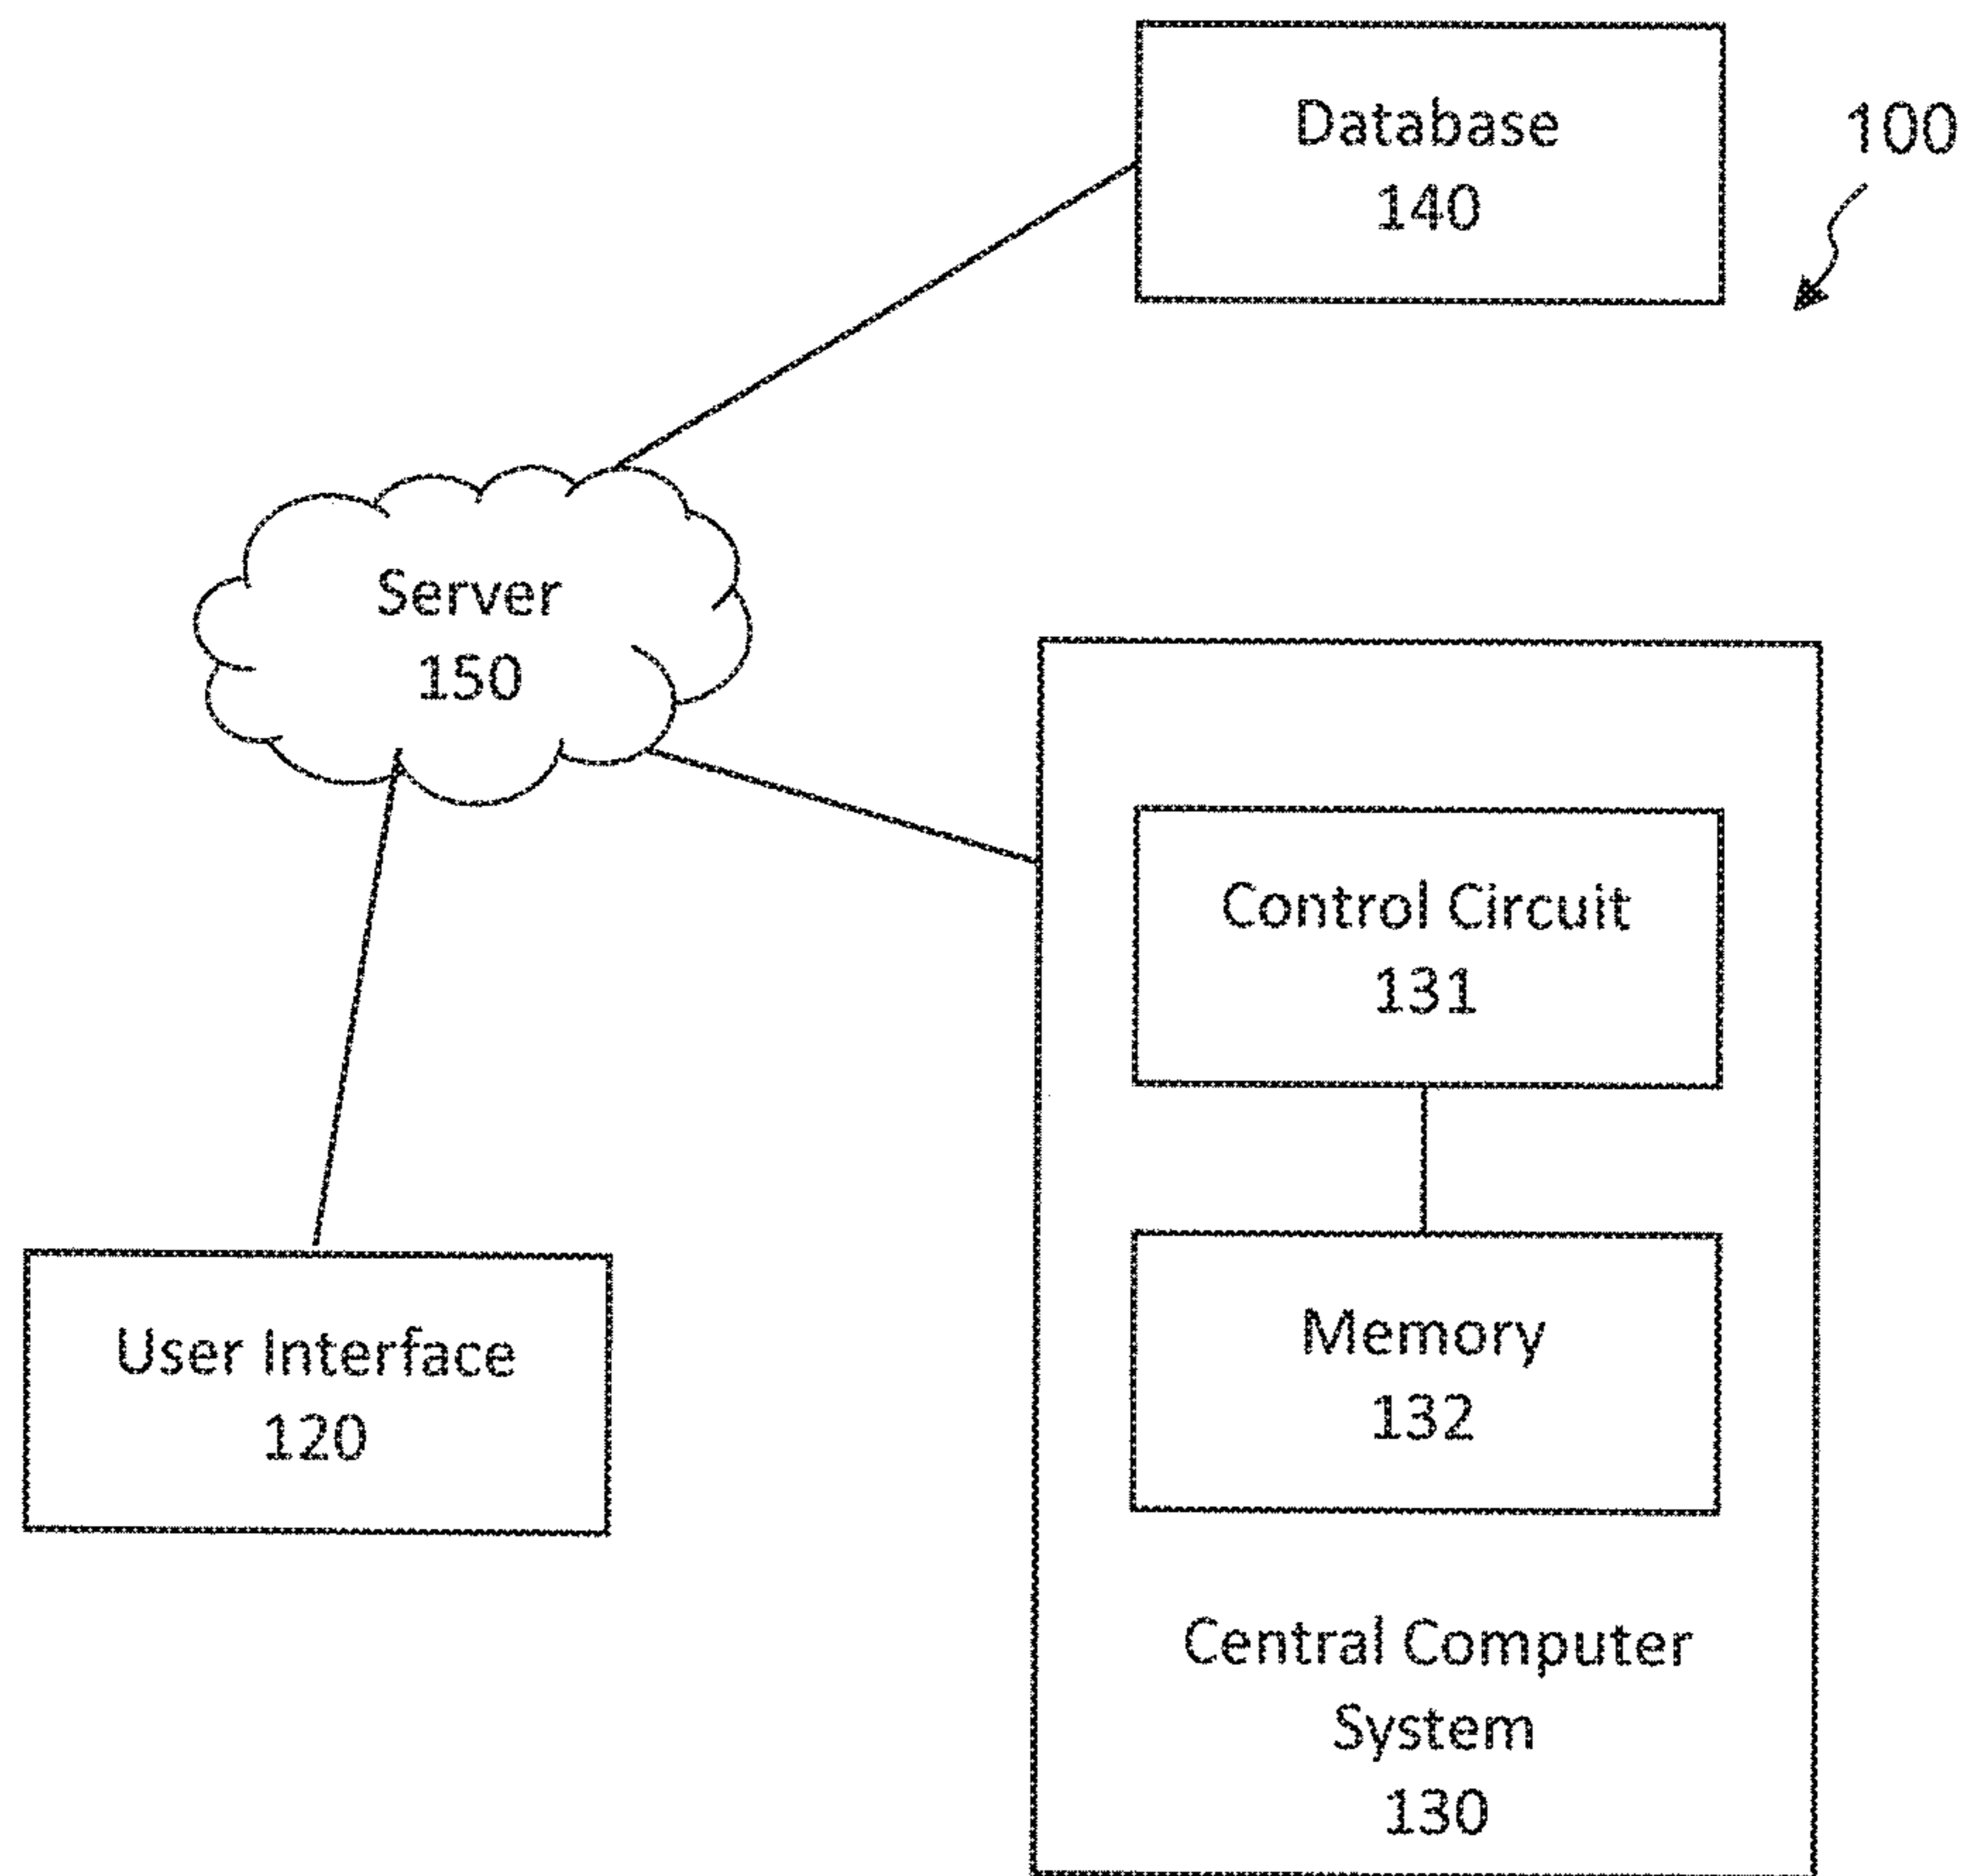 Database
140
100
Server
150
Control Circuit
131
User Interface
120
Memory
132
Central Computer
System
130